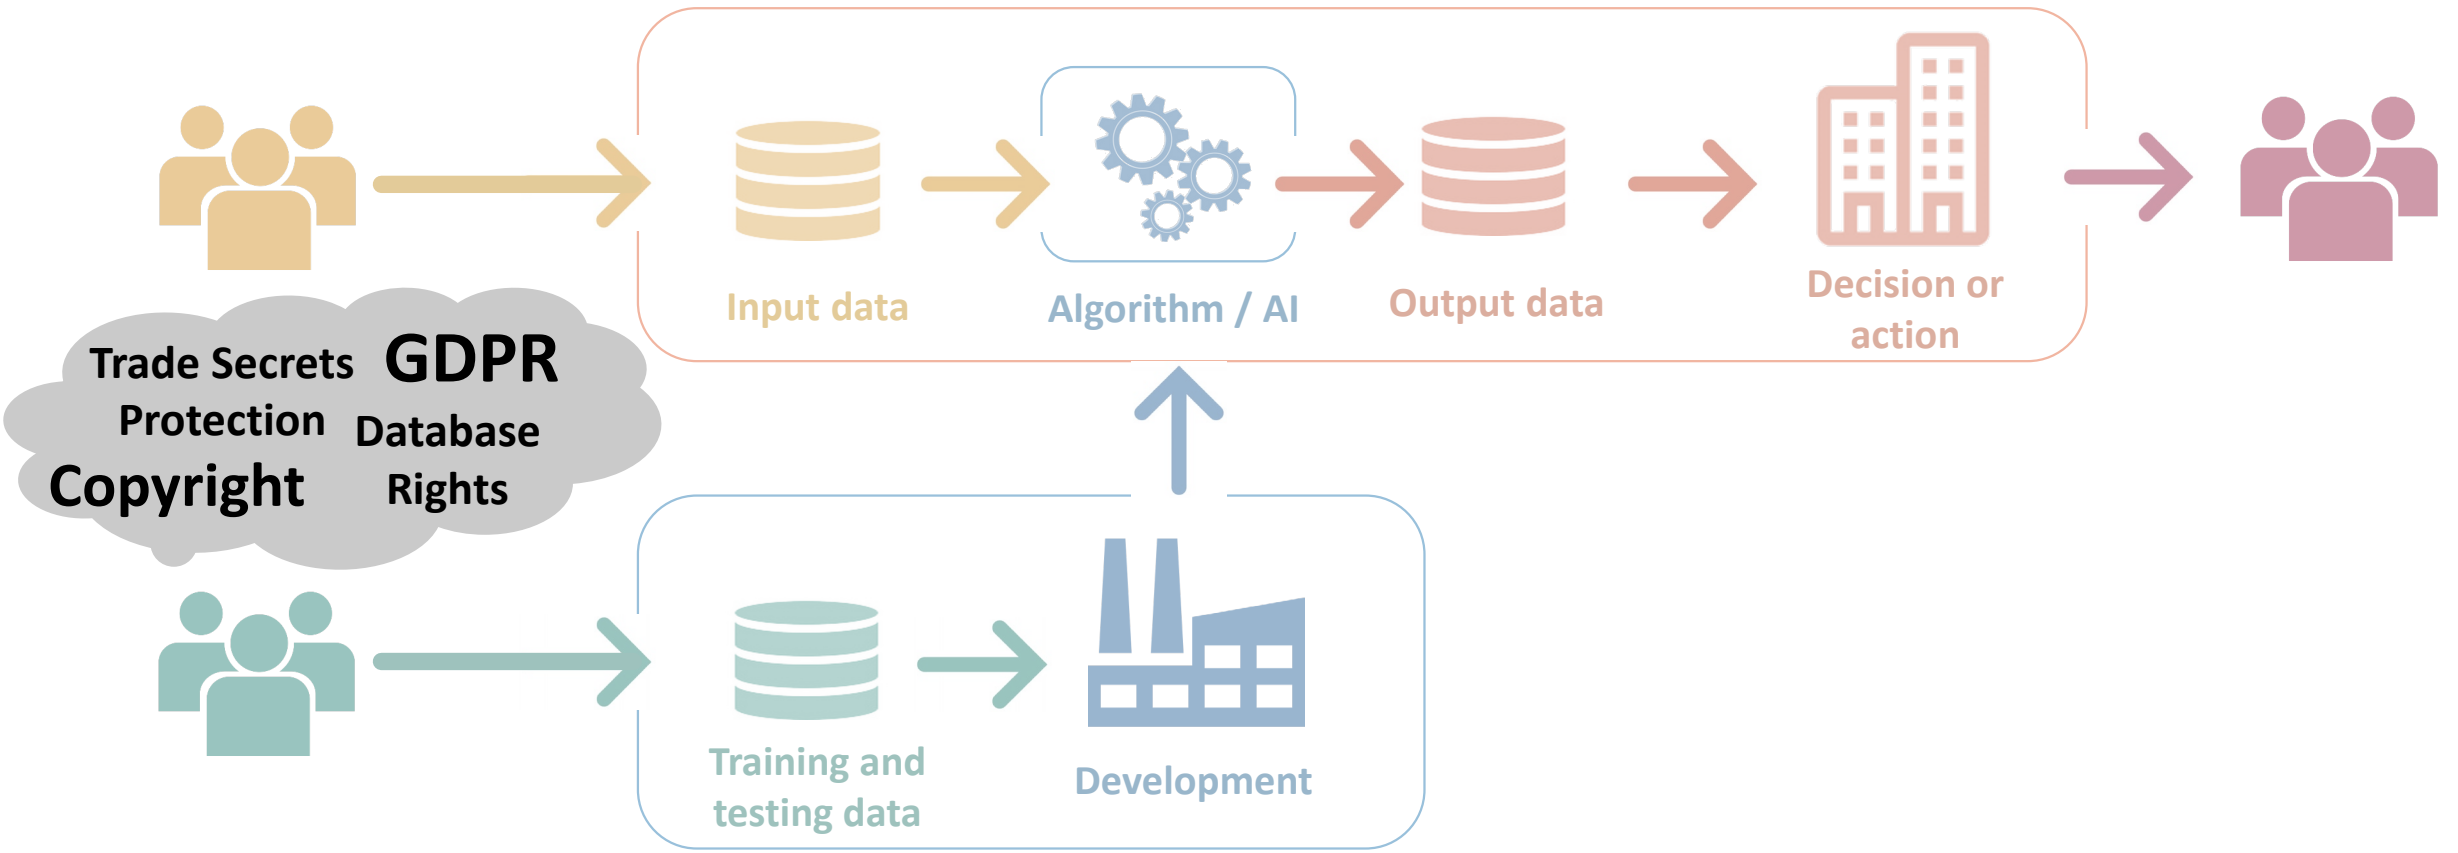 Input data
Algorithm / AI
Output data
Decision or
action
Trade Secrets
Protection
GDPR
Database
Rights
Copyright
Training and
testing data
Development